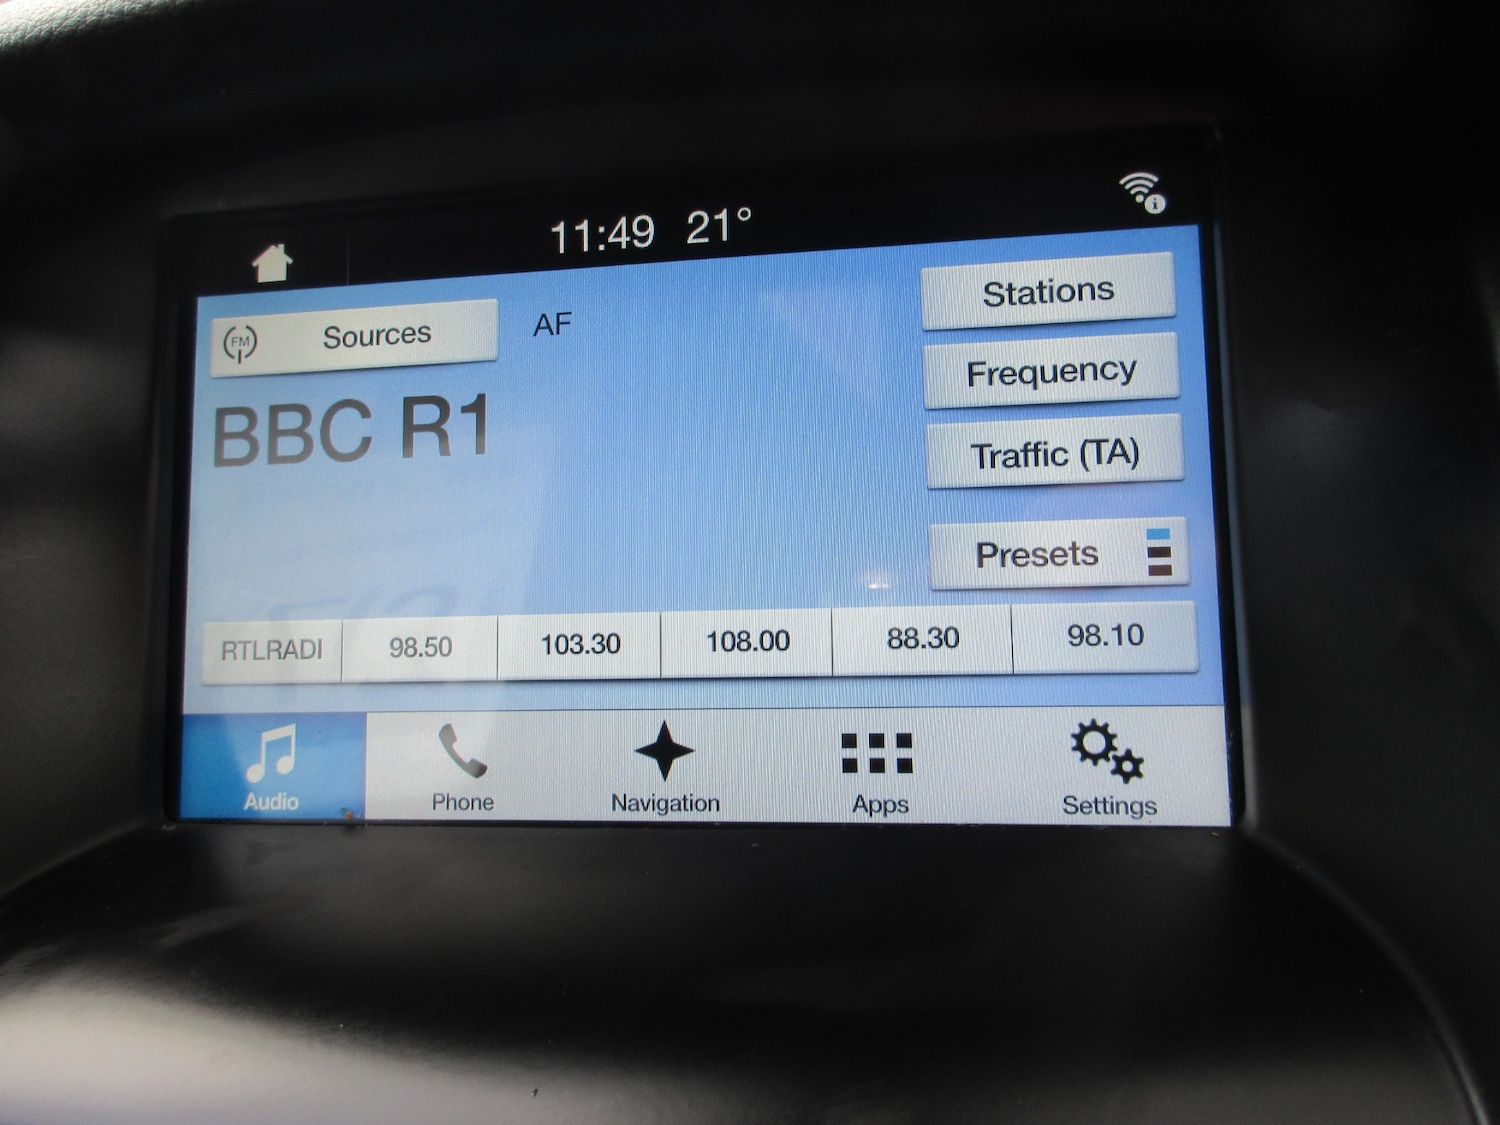 11:49 21°
FM Sources
AF
Stations
BBC R1
Frequency
Traffic (TA)
Presets
RTLRADI 98.50 103.30 108.00 88.30 98.10
Audio Phone Navigation Apps Settings